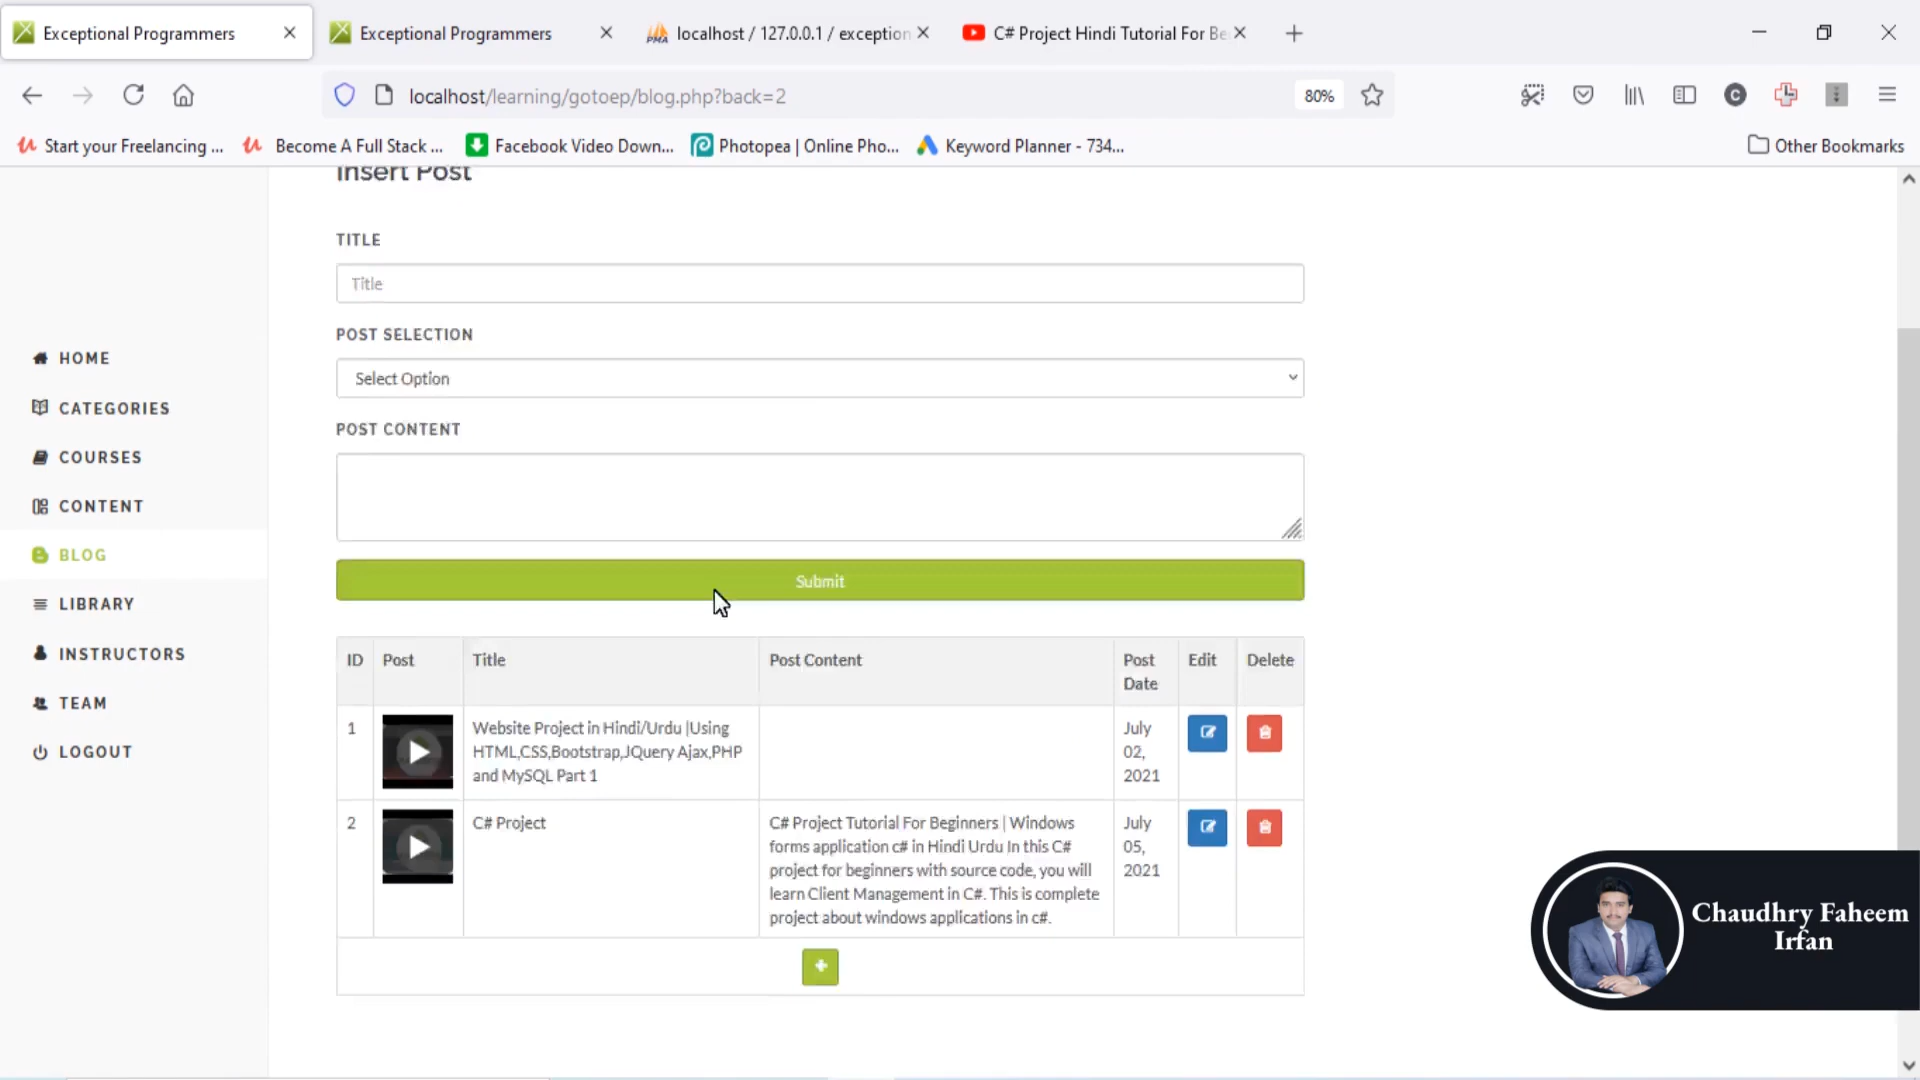 Exceptional Programmers
Exceptional Programmers
localhost / 127.0.0.1 / exception
C# Project Hindi Tutorial For Be
localhost/learning/gotoep/blog.php?back=2
80%
Start your Freelancing ...
Become A Full Stack ...
Facebook Video Down...
Photopea | Online Pho...
Keyword Planner - 734...
Other Bookmarks
Insert Post
TITLE
Title
POST SELECTION
Select Option
POST CONTENT
Submit
HOME
CATEGORIES
COURSES
CONTENT
BLOG
LIBRARY
INSTRUCTORS
TEAM
LOGOUT
ID Post Title Post Content Post Edit Delete
Date
1
Website Project in Hindi/Urdu |Using
HTML,CSS,Bootstrap,JQuery Ajax,PHP
and MySQL Part 1
July
02,
2021
2
C# Project
C# Project Tutorial For Beginners | Windows
forms application c# in Hindi Urdu In this C#
project for beginners with source code, you will
learn Client Management in C#. This is complete
project about windows applications in c#.
July
05,
2021
Chaudhry Faheem
Irfan